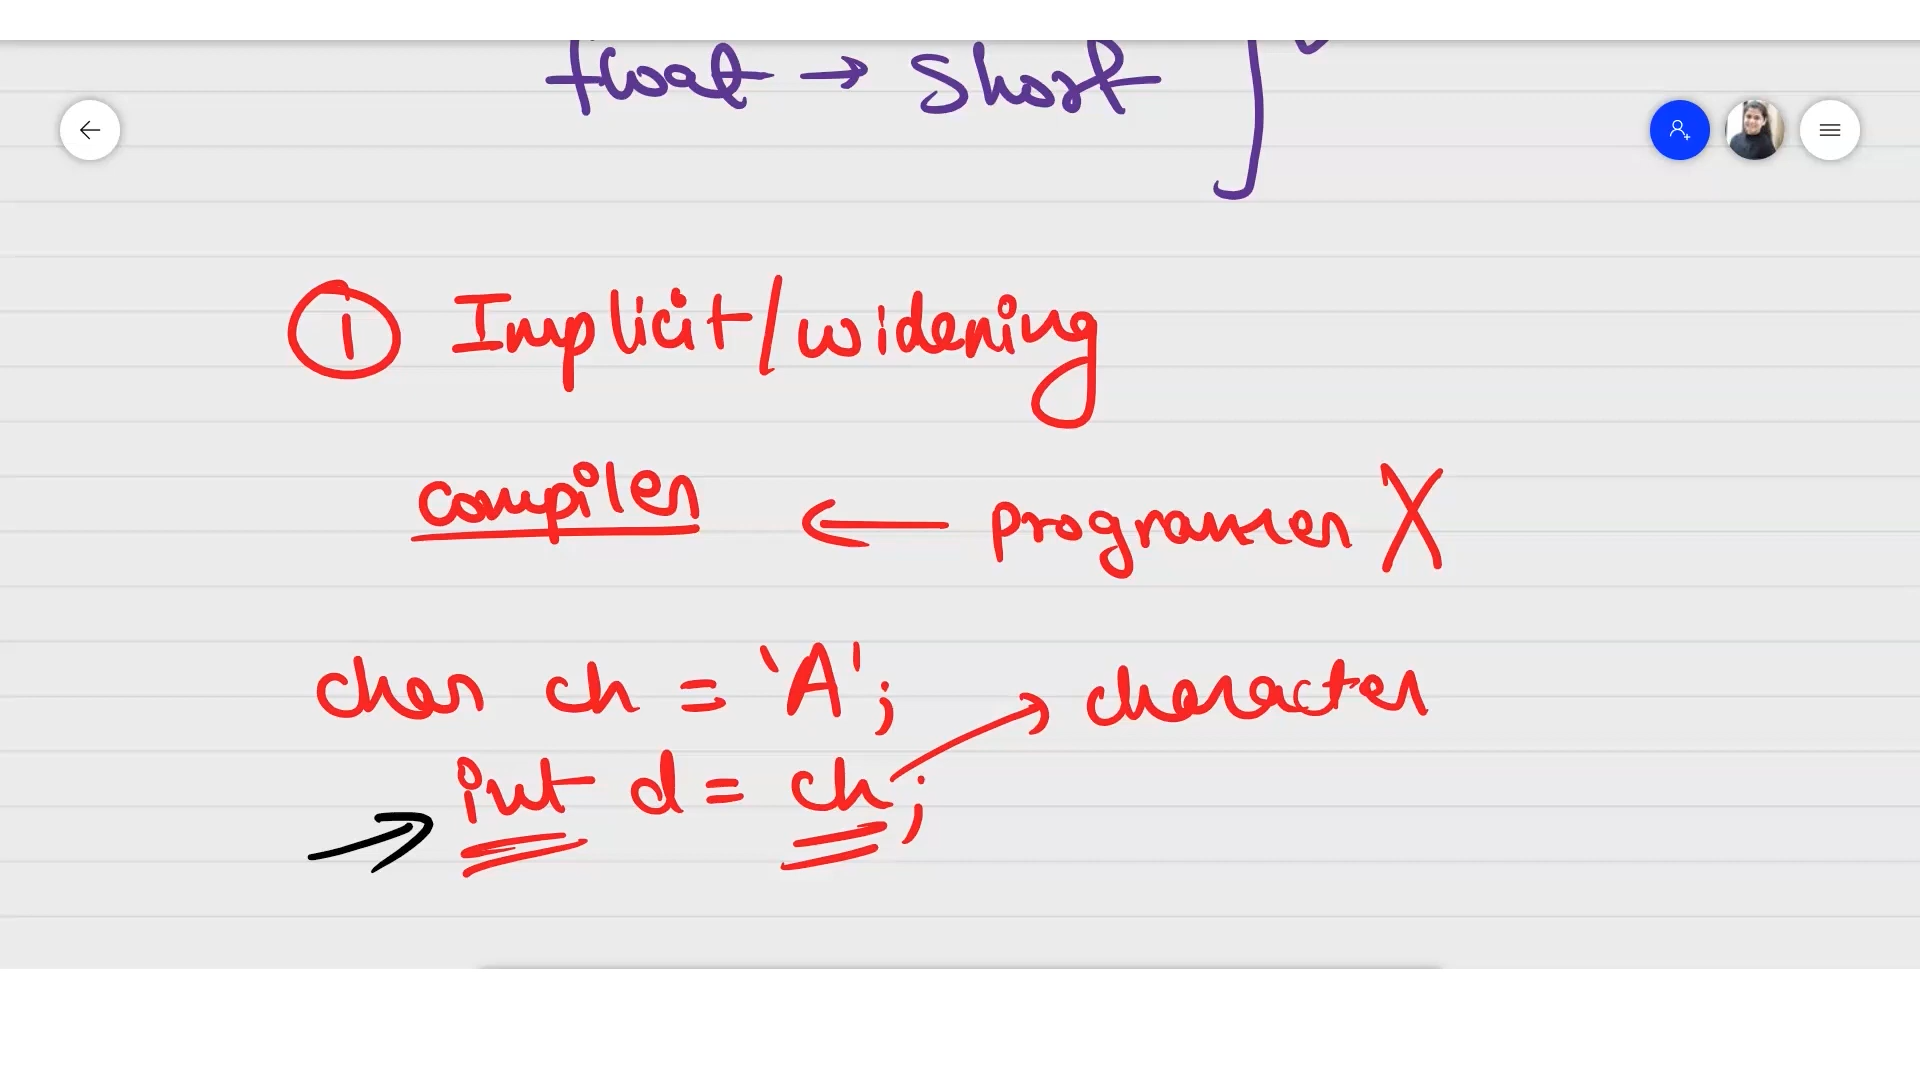 float → short
① Implicit/widening
compiler ← programmer X
char ch = 'A';
→ character
⇒ int d = ch;